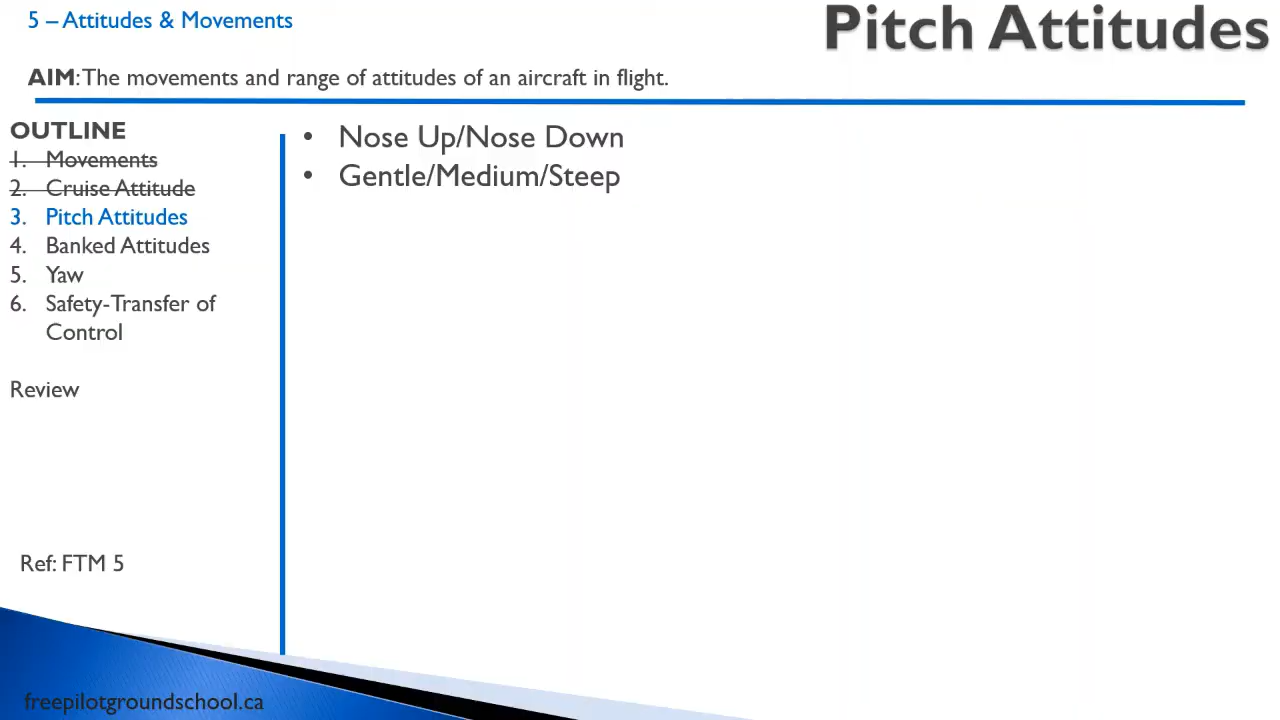 5 – Attitudes & Movements
Pitch Attitudes
AIM: The movements and range of attitudes of an aircraft in flight.
OUTLINE
1. Movements
2. Cruise Attitude
3. Pitch Attitudes
4. Banked Attitudes
5. Yaw
6. Safety-Transfer of
Control
Review
Ref: FTM 5
• Nose Up/Nose Down
• Gentle/Medium/Steep
freepilotgroundschool.ca